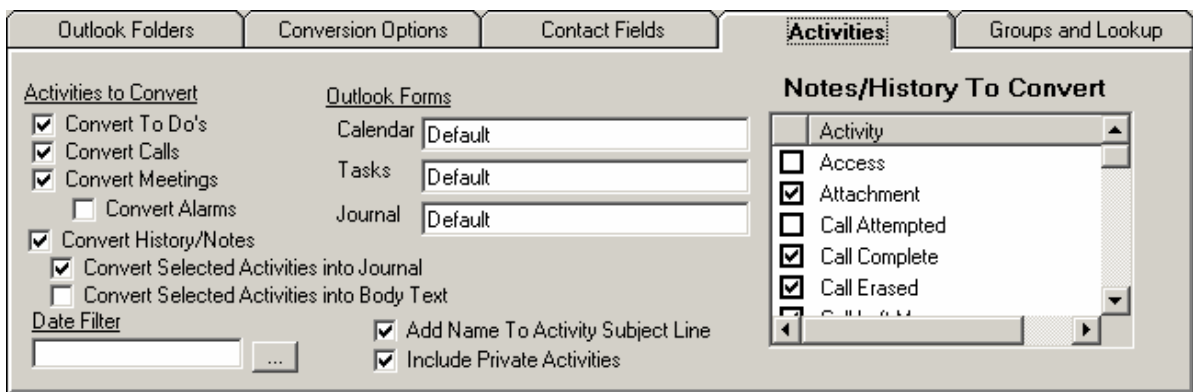 Outlook Folders
Conversion Options
Contact Fields
Activities
Groups and Lookup
Activities to Convert
Convert To Do's
Convert Calls
Convert Meetings
Convert Alarms
Convert History/Notes
Convert Selected Activities into Journal
Convert Selected Activities into Body Text
Date Filter
...
Outlook Forms
Calendar Default
Tasks Default
Journal Default
Add Name To Activity Subject Line
Include Private Activities
Notes/History To Convert
Activity
Access
Attachment
Call Attempted
Call Complete
Call Erased